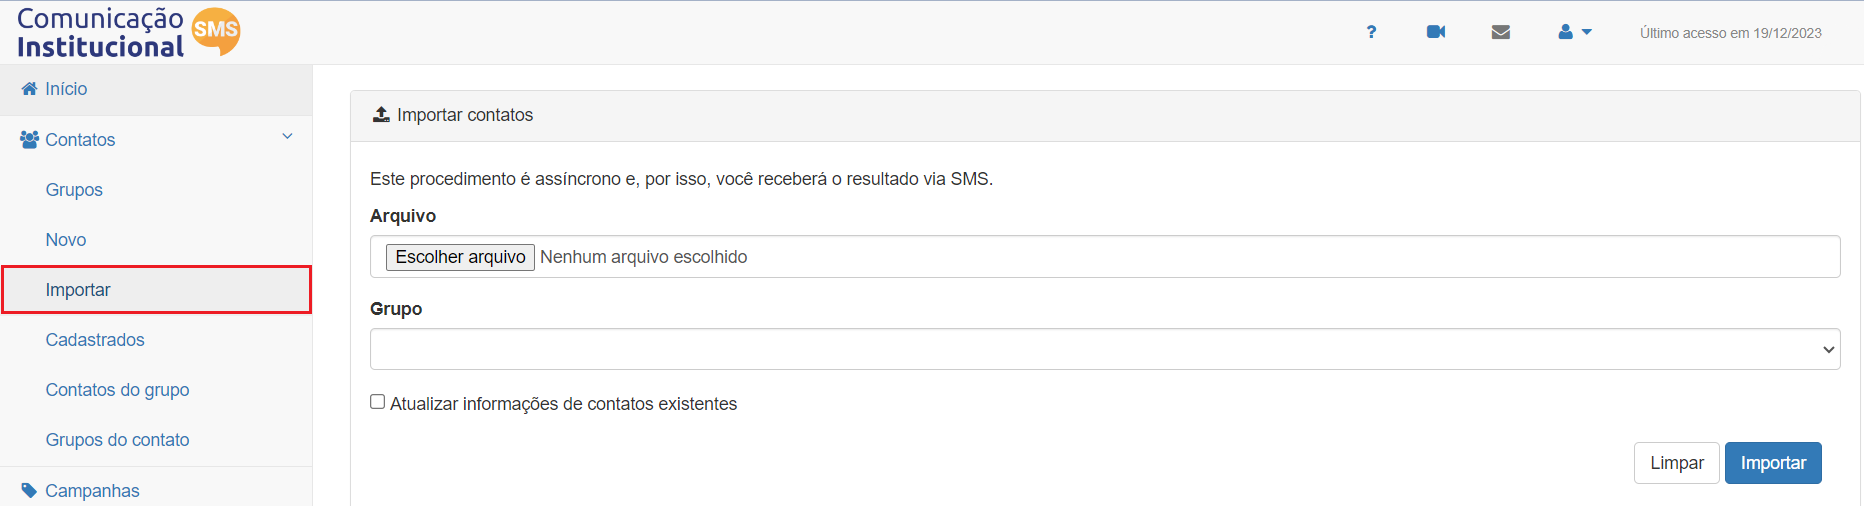 Comunicação
Institucional
SMS
?
Último acesso em 19/12/2023
Início
Contatos
Grupos
Novo
Importar
Cadastrados
Contatos do grupo
Grupos do contato
Campanhas
Importar contatos
Este procedimento é assíncrono e, por isso, você receberá o resultado via SMS.
Arquivo
Escolher arquivo Nenhum arquivo escolhido
Grupo
Atualizar informações de contatos existentes
Limpar Importar